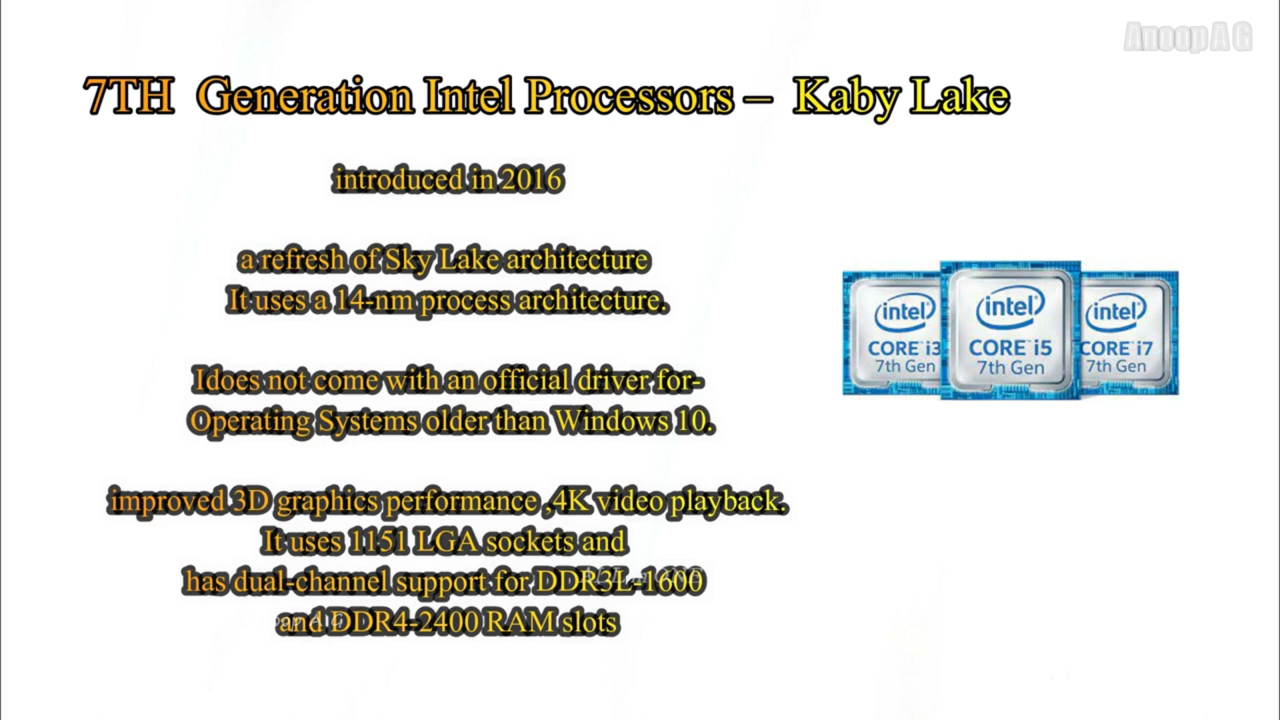 Anoop A G
7TH Generation Intel Processors – Kaby Lake
introduced in 2016
a refresh of Sky Lake architecture
It uses a 14-nm process architecture.
Idoes not come with an official driver for-
Operating Systems older than Windows 10.
improved 3D graphics performance ,4K video playback.
It uses 1151 LGA sockets and
has dual-channel support for DDR3L-1600
and DDR4-2400 RAM slots
intel
CORE i3
7th Gen
intel
CORE i5
7th Gen
intel
CORE i7
7th Gen